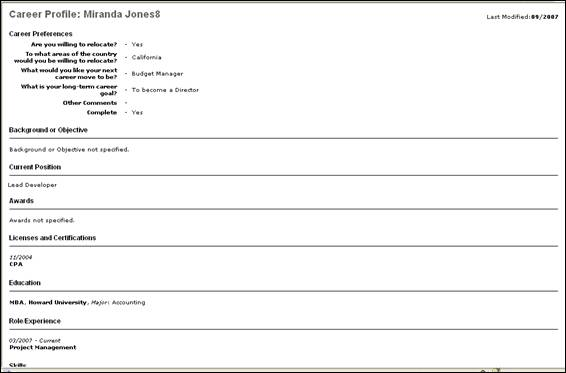 Career Profile: Miranda Jones8
Last Modified:09/2007
Career Preferences
Are you willing to relocate? - Yes
To what areas of the country
would you be willing to relocate? - California
What would you like your next
career move to be? - Budget Manager
What is your long-term career
goal? - To become a Director
Other Comments -
Complete - Yes
Background or Objective
Background or Objective not specified.
Current Position
Lead Developer
Awards
Awards not specified.
Licenses and Certifications
11/2004
CPA
Education
MBA, Howard University, Major: Accounting
Role Experience
03/2007 - Current
Project Management
Skills